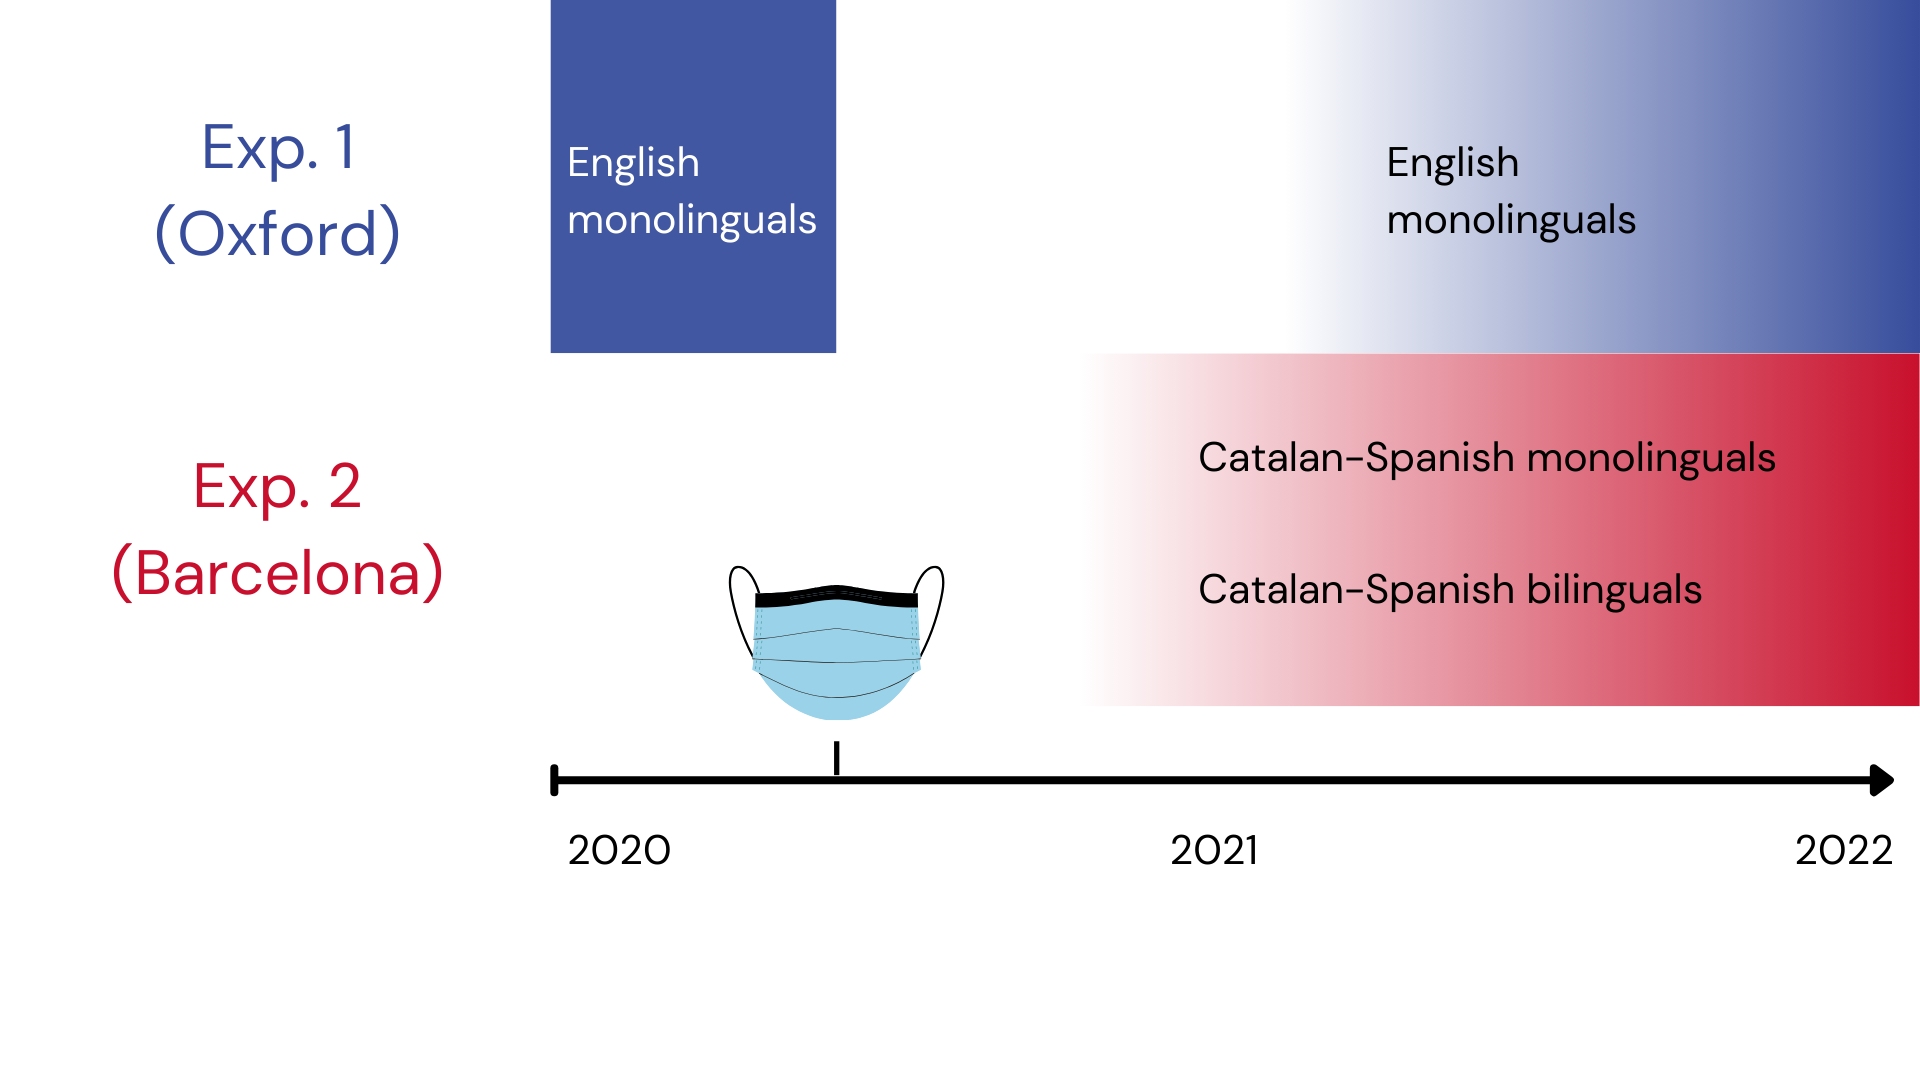 Exp. 1
(Oxford)
English
monolinguals
English
monolinguals
Exp. 2
(Barcelona)
Catalan-Spanish monolinguals
Catalan-Spanish bilinguals
2020
2021
2022